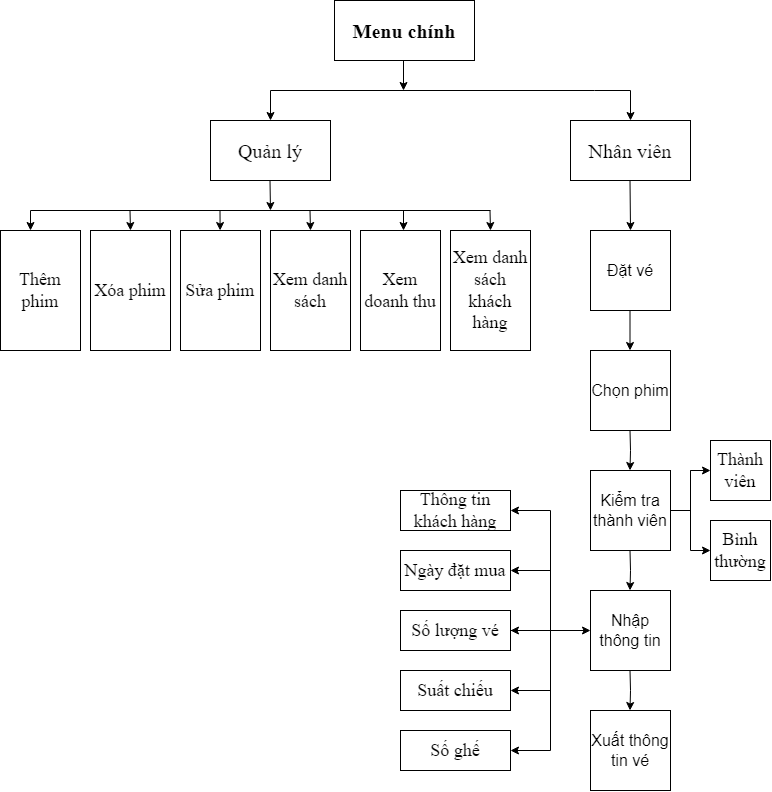 Menu chính
Quản lý
Nhân viên
Thêm
phim
Xóa phim
Sửa phim
Xem danh
sách
Xem
doanh thu
Xem danh
sách
khách
hàng
Đặt vé
Chọn phim
Kiểm tra
thành viên
Thành
viên
Bình
thường
Thông tin
khách hàng
Ngày đặt mua
Số lượng vé
Suất chiếu
Số ghế
Nhập
thông tin
Xuất thông
tin vé